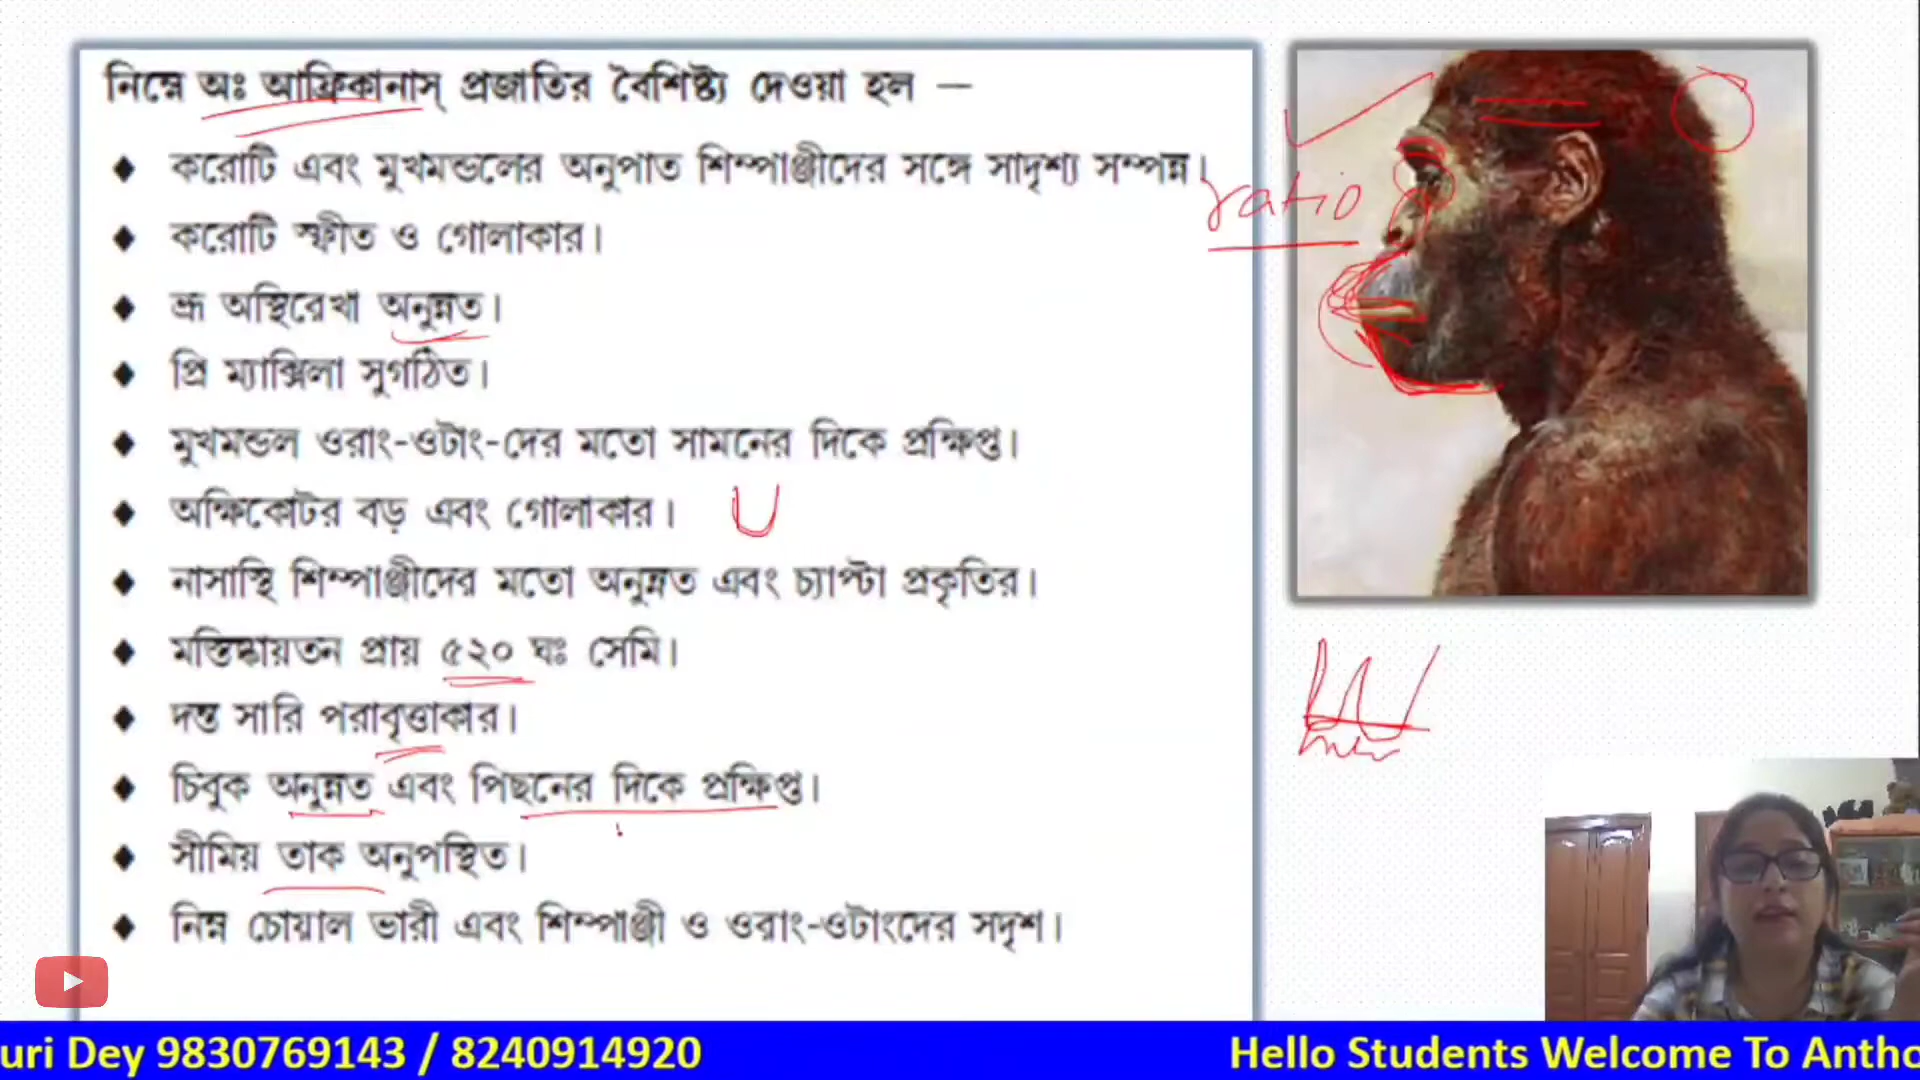 নিম্নে অঃ আফ্রিকানাস্ প্রজাতির বৈশিষ্ট্য দেওয়া হল —
♦ করোটি এবং মুখমন্ডলের অনুপাত শিম্পাঞ্জীদের সঙ্গে সাদৃশ্য সম্পন্ন।
ratio
♦ করোটি স্ফীত ও গোলাকার।
♦ ভ্রূ অস্থিরেখা অনুন্নত।
♦ প্রি ম্যাক্সিলা সুগঠিত।
♦ মুখমন্ডল ওরাং-ওটাং-দের মতো সামনের দিকে প্রক্ষিপ্ত।
♦ অক্ষিকোটর বড় এবং গোলাকার।
♦ নাসাস্থি শিম্পাঞ্জীদের মতো অনুন্নত এবং চ্যাপ্টা প্রকৃতির।
♦ মস্তিষ্কায়তন প্রায় ৫২০ ঘঃ সেমি।
♦ দন্ত সারি পরাবৃত্তাকার।
♦ চিবুক অনুন্নত এবং পিছনের দিকে প্রক্ষিপ্ত।
♦ সীমিয় তাক অনুপস্থিত।
♦ নিম্ন চোয়াল ভারী এবং শিম্পাঞ্জী ও ওরাং-ওটাংদের সদৃশ।
uri Dey 9830769143 / 8240914920
Hello Students Welcome To Antho